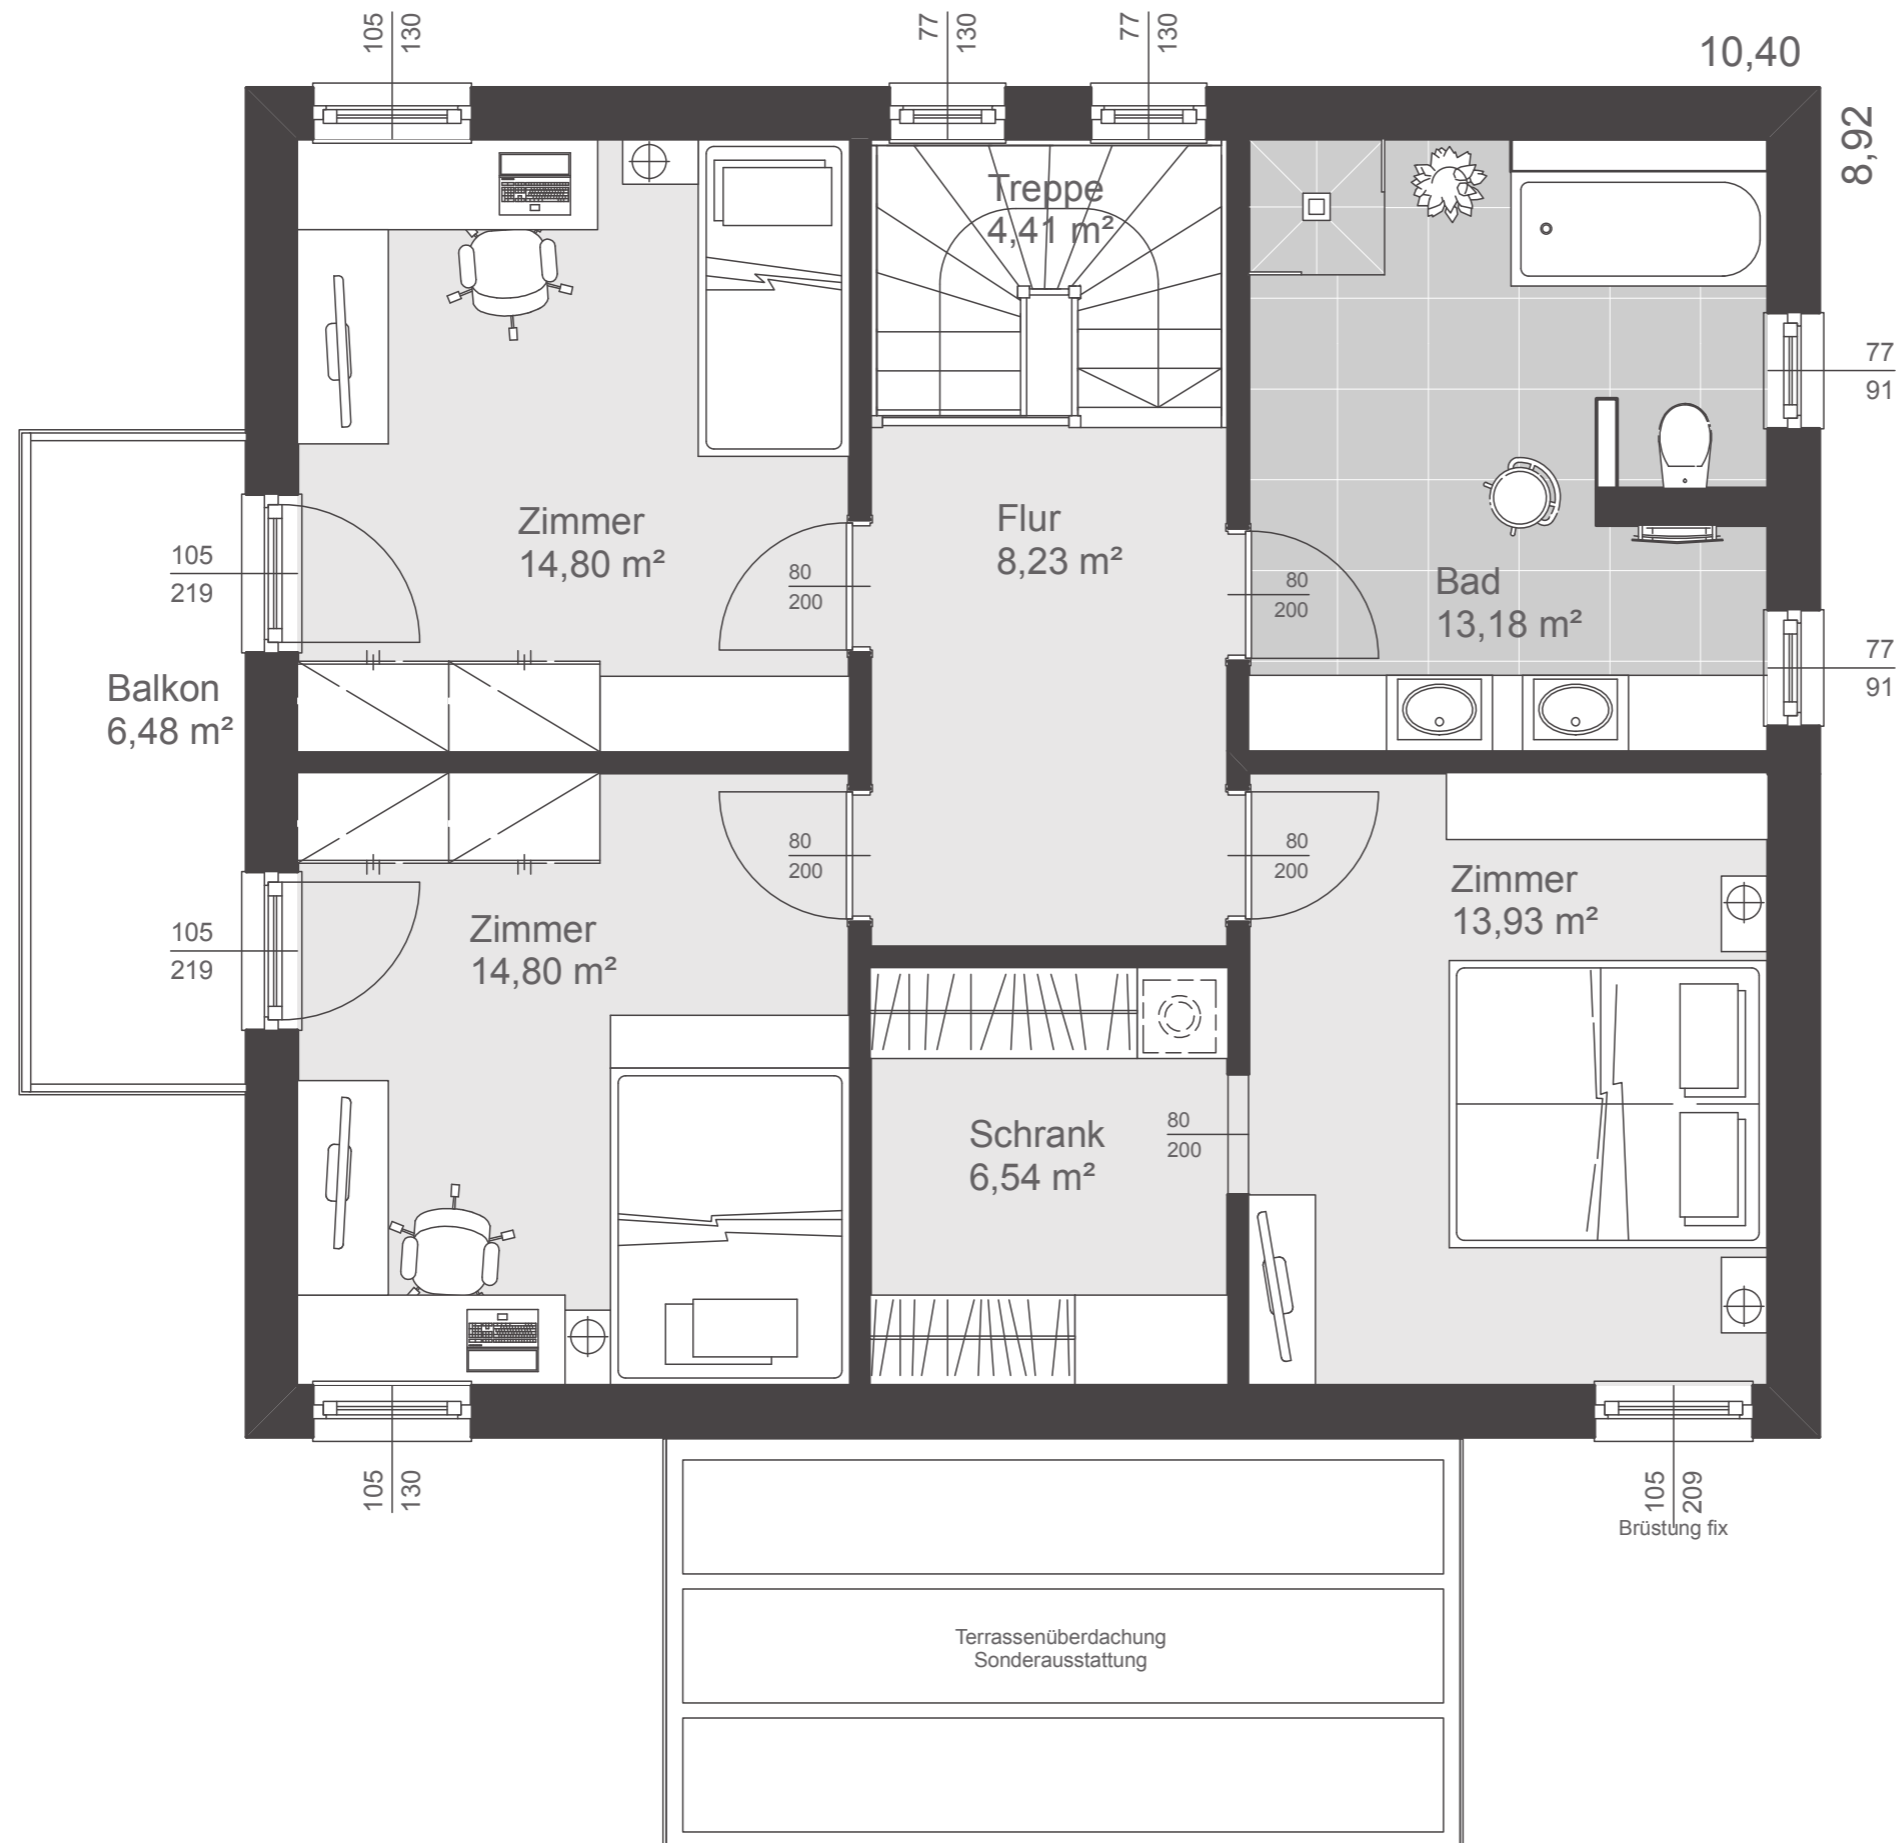 105
130
77
130
77
130
10,40
8,92
Treppe
4,41 m²
77
91
Zimmer
14,80 m²
Flur
8,23 m²
105
219
80
200
80
200
Bad
13,18 m²
77
91
Balkon
6,48 m²
80
200
80
200
Zimmer
13,93 m²
Zimmer
14,80 m²
105
219
Schrank
6,54 m²
80
200
105
130
105
209
Brüstung fix
Terrassenüberdachung
Sonderausstattung